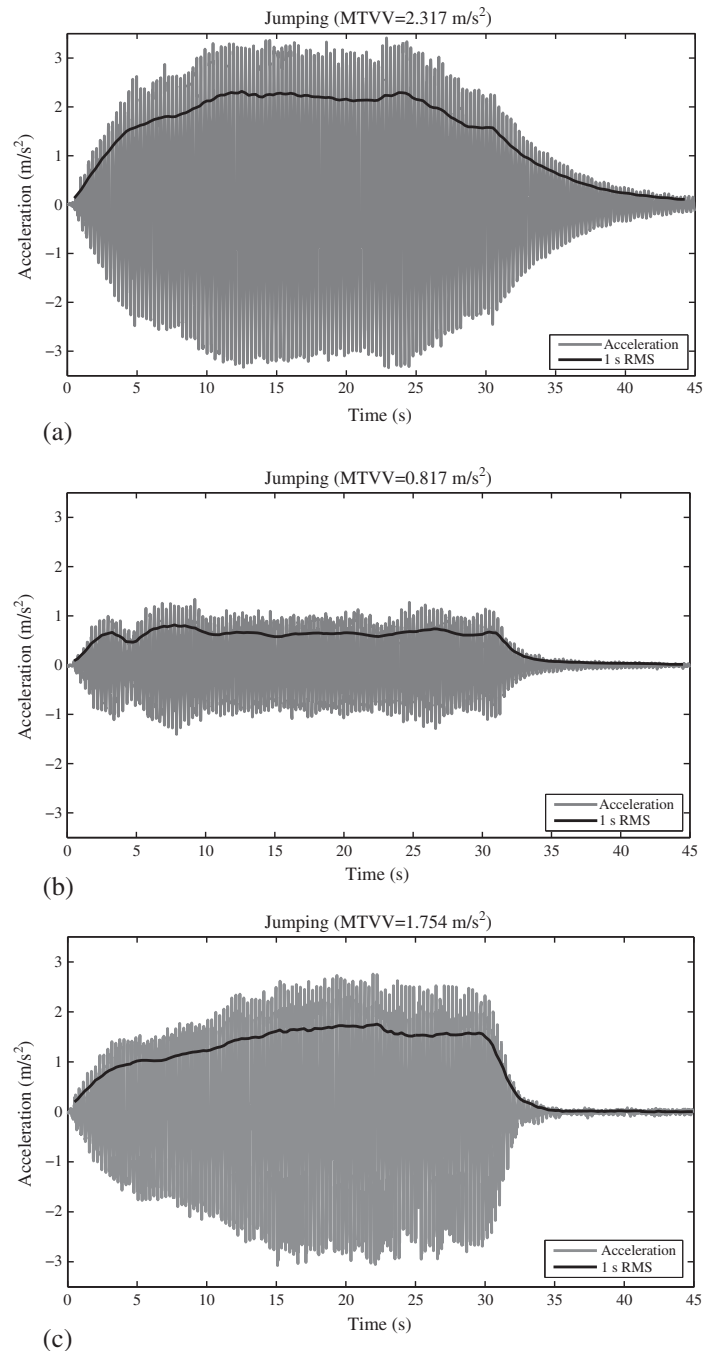 Jumping (MTVV=2.317 m/s²)
3
2
1
0
−1
−2
−3
Acceleration (m/s²)
Acceleration
1 s RMS
0 5 10 15 20 25 30 35 40 45
Time (s)
(a)
Jumping (MTVV=0.817 m/s²)
3
2
1
0
−1
−2
−3
Acceleration (m/s²)
Acceleration
1 s RMS
0 5 10 15 20 25 30 35 40 45
Time (s)
(b)
Jumping (MTVV=1.754 m/s²)
3
2
1
0
−1
−2
−3
Acceleration (m/s²)
Acceleration
1 s RMS
0 5 10 15 20 25 30 35 40 45
Time (s)
(c)